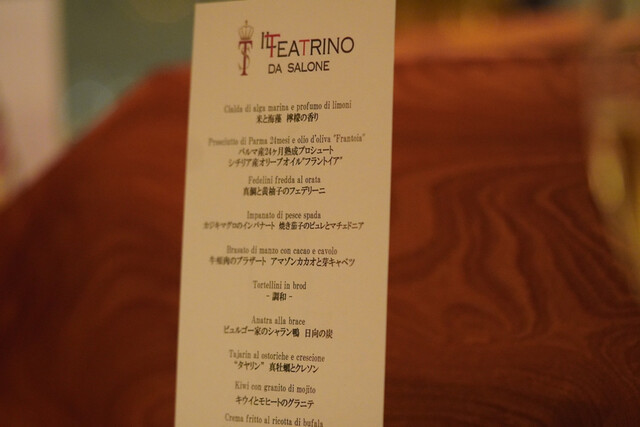 IL TEATRINO
DA SALONE
Cialda di alga marina e profumo di limoni
米と海藻 檸檬の香り
Prosciutto di Parma 24mesi e olio d'oliva "Frantoia"
パルマ産24ヶ月熟成プロシュート
シチリア産オリーブオイル"フラントイア"
Fedelini fredda al orata
真鯛と黄柚子のフェデリーニ
Impanato di pesce spada
カジキマグロのインパナート 焼き茄子のピュレとマチェドニア
Brasato di manzo con cacao e cavolo
牛頬肉のブラザート アマゾンカカオと芽キャベツ
Tortellini in brod
- 調和 -
Anatra alla brace
ビュルゴー家のシャラン鴨 日向の炭
Tajarin al ostoriche e crescione
"タヤリン" 真牡蠣とクレソン
Kiwi con granito di mojito
キウイとモヒートのグラニテ
Crema fritto al ricotta di bufala